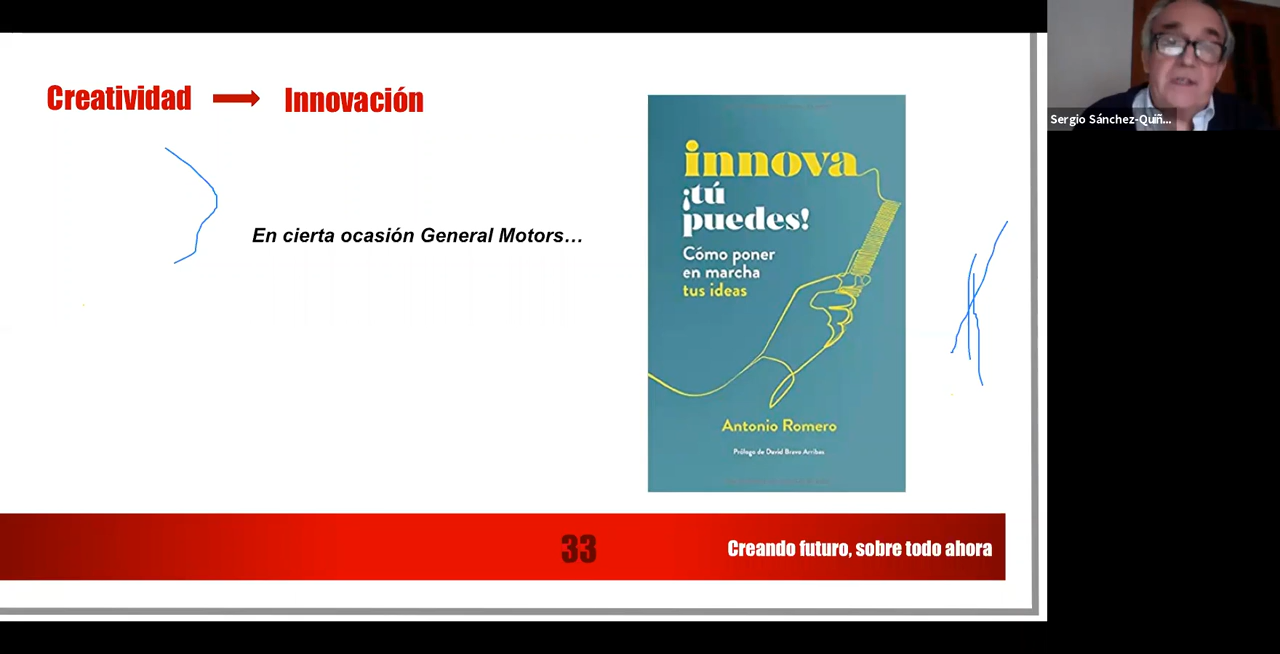 Creatividad → Innovación
En cierta ocasión General Motors...
innova
¡tú
puedes!
Cómo poner
en marcha
tus ideas
Antonio Romero
Prólogo de David Bravo Arribas
33
Creando futuro, sobre todo ahora
Sergio Sánchez-Quiñ...